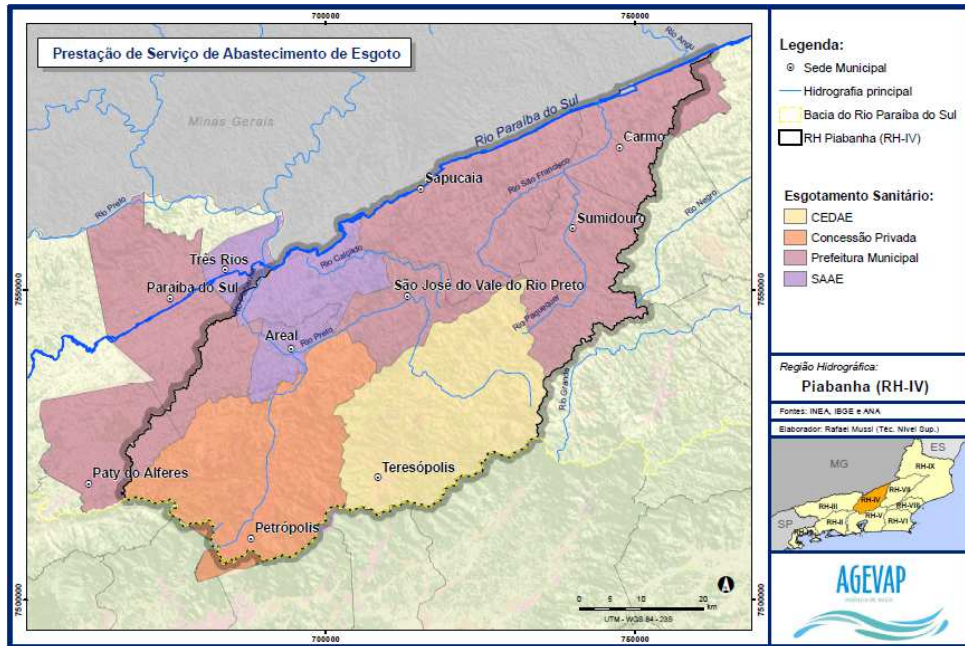 700000
750000
Prestação de Serviço de Abastecimento de Esgoto
Minas Gerais
Rio Angu
Rio Paraíba do Sul
Carmo
Sapucaia
Rio São Francisco
Rio Preto
Sumidouro
Rio Negro
Três Rios
Rio Calçado
Paraíba do Sul
São José do Vale do Rio Preto
7550000
7550000
Rio Paquequer
Areal
Rio Preto
Rio Grande
Paty do Alferes
Teresópolis
Petrópolis
7500000
7500000
A
0 5 10 20
km
UTM - WGS 84 - 23S
700000
750000
Legenda:
Sede Municipal
Hidrografia principal
Bacia do Rio Paraíba do Sul
RH Piabanha (RH-IV)
Esgotamento Sanitário:
CEDAE
Concessão Privada
Prefeitura Municipal
SAAE
Região Hidrográfica:
Piabanha (RH-IV)
Fontes: INEA, IBGE e ANA
Elaborador: Rafael Mussi (Téc. Nível Sup.)
ES
MG
RH-IX
RH-IV
RH-VII
RH-III
RH-VIII
SP
RH-II
RH-V
RH-VI
AGEVAP